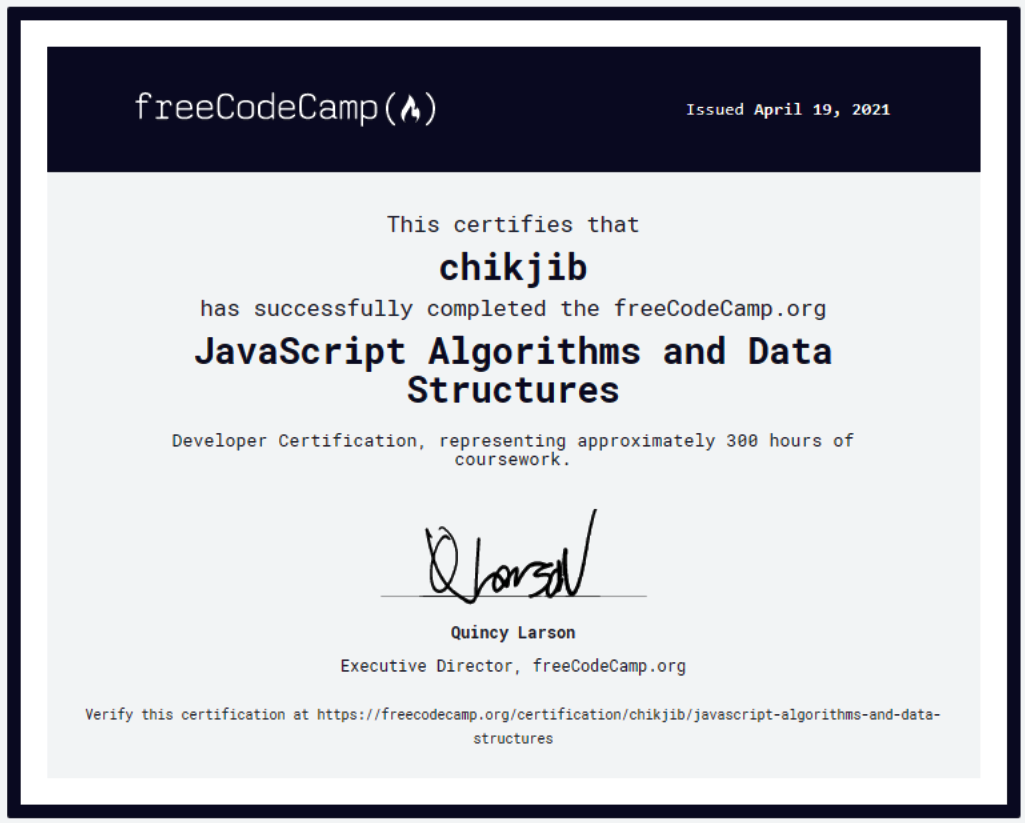 freeCodeCamp()
Issued April 19, 2021
This certifies that
chikjib
has successfully completed the freeCodeCamp.org
JavaScript Algorithms and Data
Structures
Developer Certification, representing approximately 300 hours of
coursework.
Q Larson
Quincy Larson
Executive Director, freeCodeCamp.org
Verify this certification at https://freecodecamp.org/certification/chikjib/javascript-algorithms-and-data-
structures